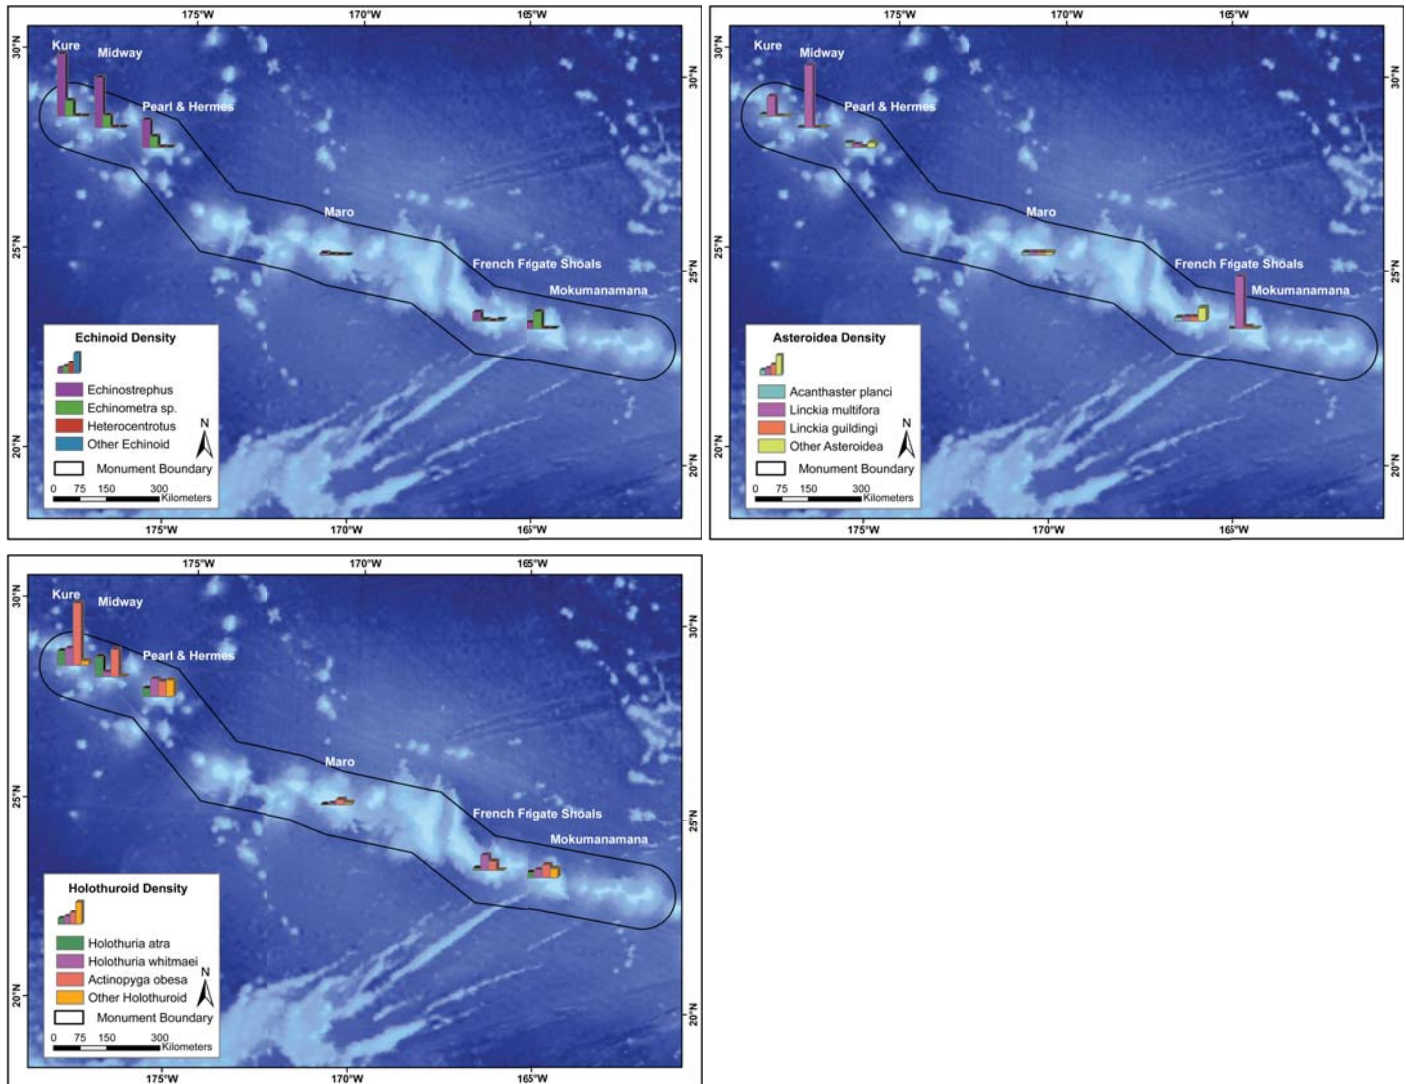 175°W 170°W 165°W
30°N
30°N
25°N
25°N
20°N
20°N
Kure
Midway
Pearl & Hermes
Maro
French Frigate Shoals
Mokumanamana
Echinoid Density
Echinostrephus
Echinometra sp.
Heterocentrotus
Other Echinoid
Monument Boundary
N
0 75 150 300
Kilometers
175°W 170°W 165°W
175°W 170°W 165°W
30°N
30°N
25°N
25°N
20°N
20°N
Kure
Midway
Pearl & Hermes
Maro
French Frigate Shoals
Mokumanamana
Asteroidea Density
Acanthaster planci
Linckia multifora
Linckia guildingi
Other Asteroidea
Monument Boundary
N
0 75 150 300
Kilometers
175°W 170°W 165°W
175°W 170°W 165°W
30°N
30°N
25°N
25°N
20°N
20°N
Kure
Midway
Pearl & Hermes
Maro
French Frigate Shoals
Mokumanamana
Holothuroid Density
Holothuria atra
Holothuria whitmaei
Actinopyga obesa
Other Holothuroid
Monument Boundary
N
0 75 150 300
Kilometers
175°W 170°W 165°W